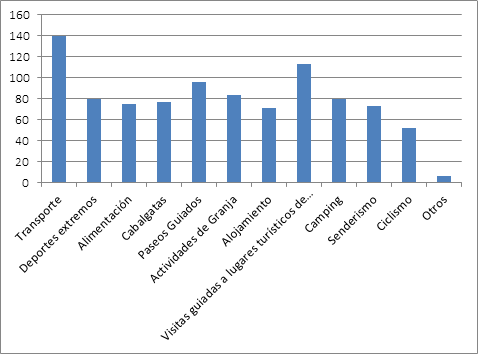 160
140
120
100
80
60
40
20
0
Transporte
Deportes extremos
Alimentación
Cabalgatas
Paseos Guiados
Actividades de Granja
Alojamiento
Visitas guiadas a lugares turísticos de...
Camping
Senderismo
Ciclismo
Otros